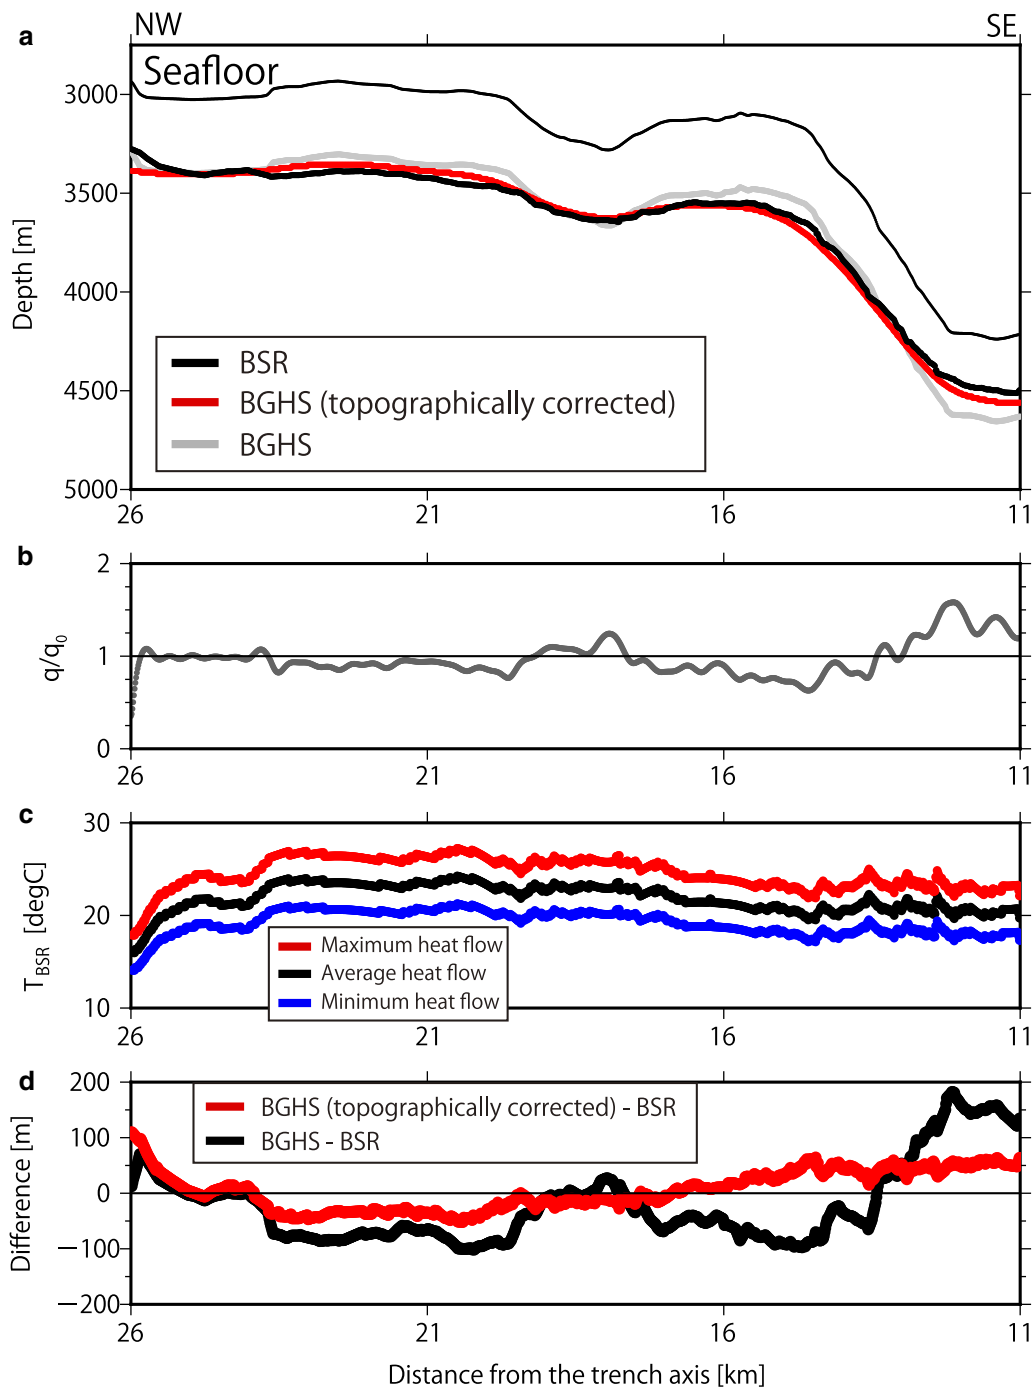 NW
SE
a
Seafloor
3000
3500
4000
4500
5000
Depth [m]
BSR
BGHS (topographically corrected)
BGHS
26
21
16
11
b
2
1
0
q/q0
26
21
16
11
c
30
20
10
TBSR [degC]
Maximum heat flow
Average heat flow
Minimum heat flow
26
21
16
11
d
200
100
0
−100
−200
Difference [m]
BGHS (topographically corrected) - BSR
BGHS - BSR
26
21
16
11
Distance from the trench axis [km]